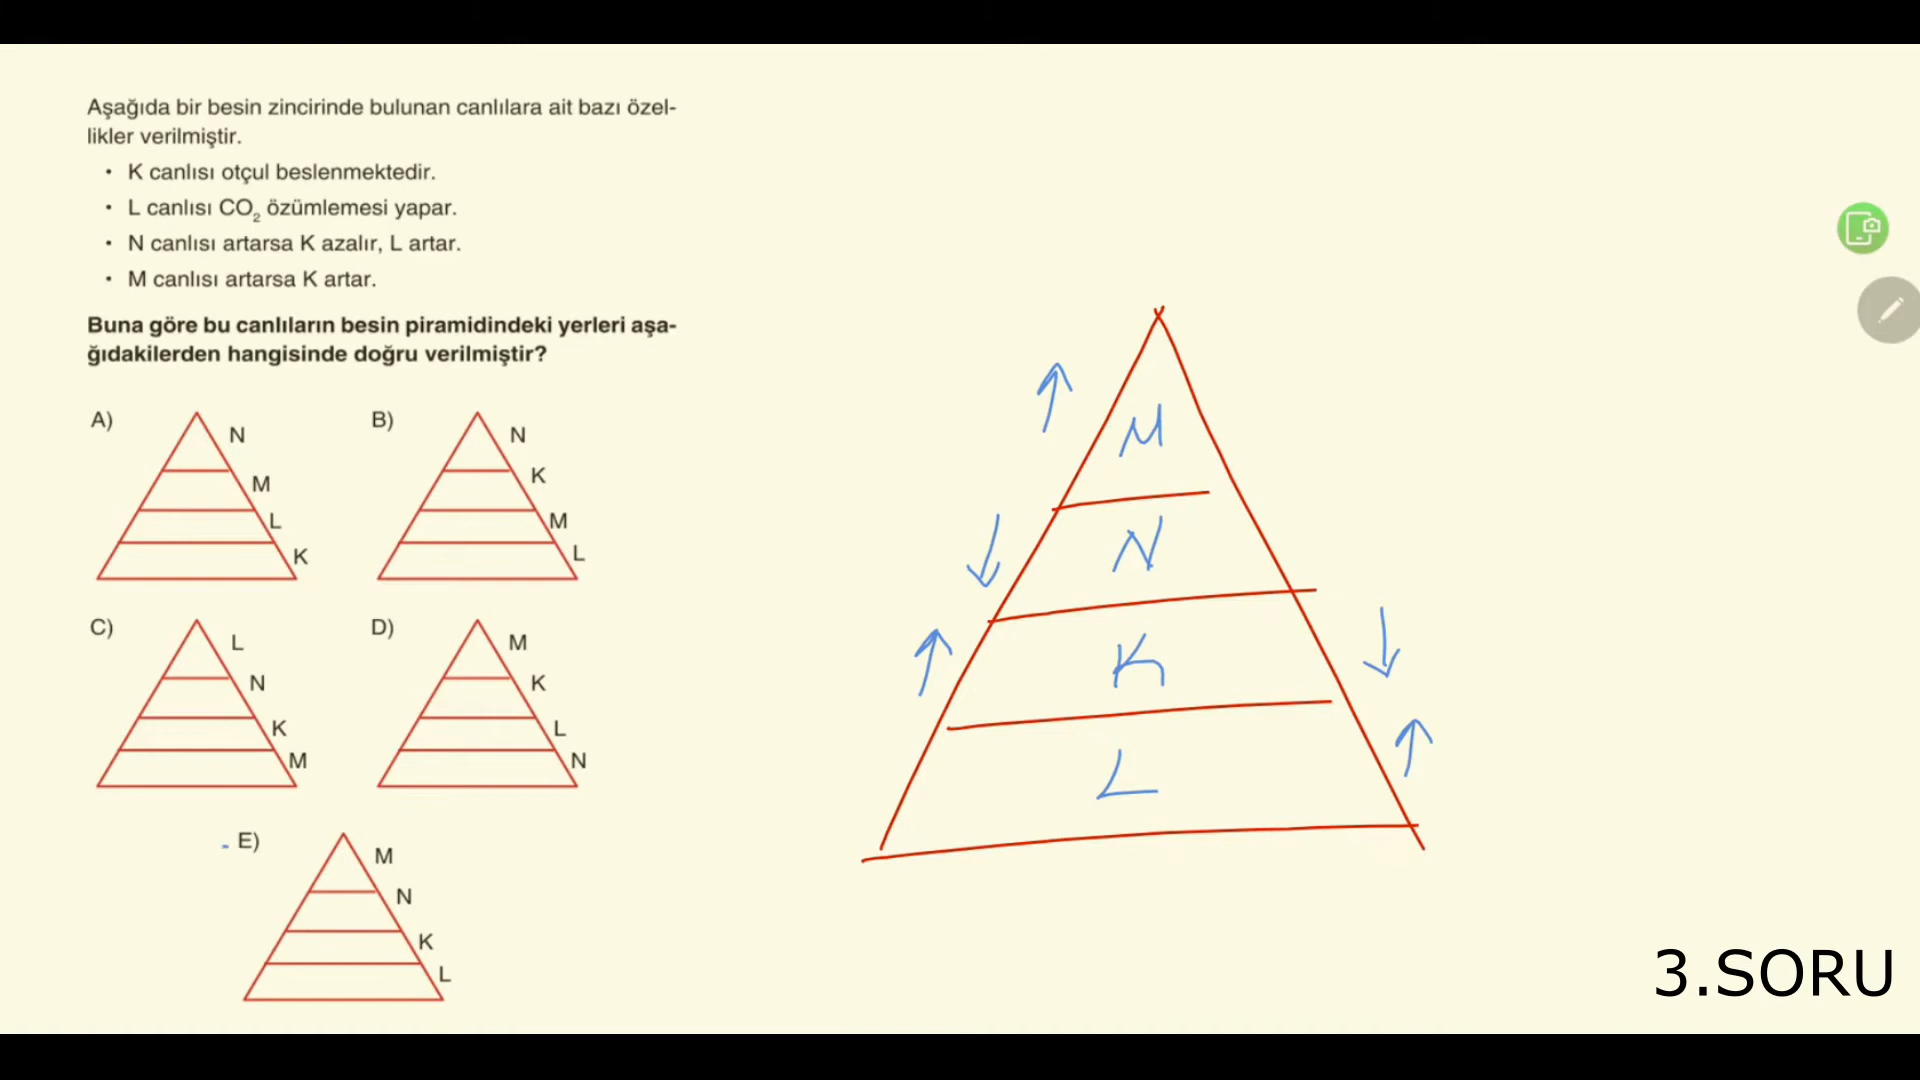 Aşağıda bir besin zincirinde bulunan canlılara ait bazı özel-
likler verilmiştir.
• K canlısı otçul beslenmektedir.
• L canlısı CO₂ özümlemesi yapar.
• N canlısı artarsa K azalır, L artar.
• M canlısı artarsa K artar.
Buna göre bu canlıların besin piramidindeki yerleri aşa-
ğıdakilerden hangisinde doğru verilmiştir?
A)
N
M
L
K
B)
N
K
M
L
C)
L
N
K
M
D)
M
K
L
N
E)
M
N
K
L
M
N
K
L
3.SORU